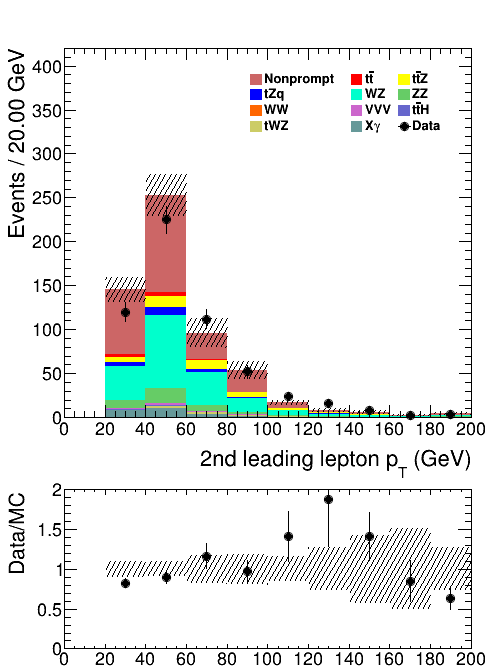 Events / 20.00 GeV
400
350
300
250
200
150
100
50
0
Nonprompt tt̄ tt̄Z
tZq WZ ZZ
WW VVV tt̄H
tWZ Xγ Data
0 20 40 60 80 100 120 140 160 180 200
2nd leading lepton p_T (GeV)
Data/MC
2
1.5
1
0.5
0
0 20 40 60 80 100 120 140 160 180 200